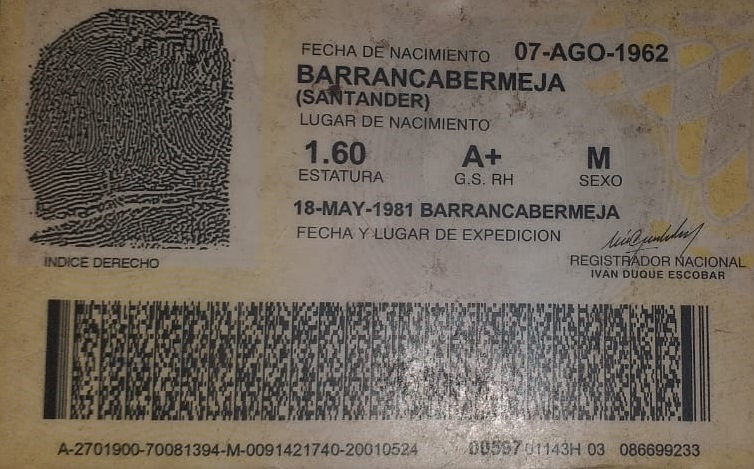 FECHA DE NACIMIENTO 07-AGO-1962
BARRANCABERMEJA
(SANTANDER)
LUGAR DE NACIMIENTO
1.60 A+ M
ESTATURA G.S. RH SEXO
18-MAY-1981 BARRANCABERMEJA
FECHA Y LUGAR DE EXPEDICION
INDICE DERECHO
REGISTRADOR NACIONAL
IVAN DUQUE ESCOBAR
A-2701900-70081394-M-0091421740-20010524 01143H 03 086699233